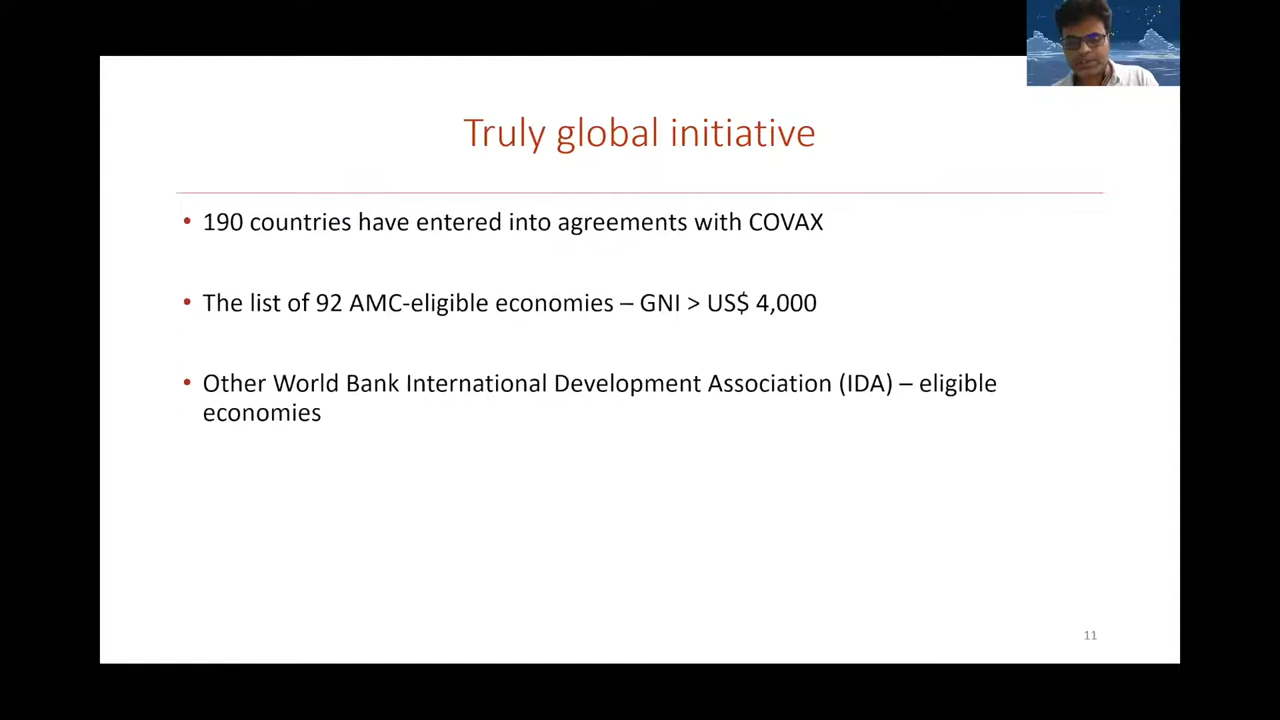 Truly global initiative
• 190 countries have entered into agreements with COVAX
• The list of 92 AMC-eligible economies – GNI > US$ 4,000
• Other World Bank International Development Association (IDA) – eligible
economies
11